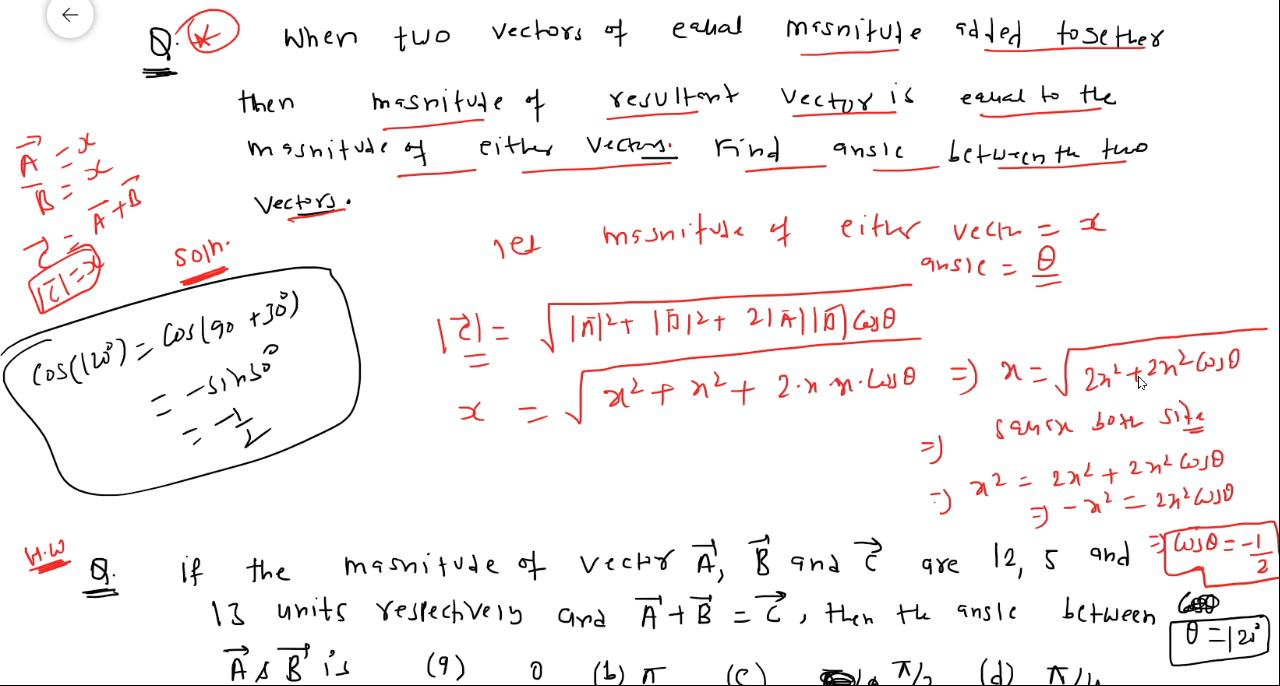 Q. When two vectors of equal magnitude added together
then magnitude of resultant vector is equal to the
magnitude of either vectors. Find angle between the two
vectors.
A⃗ = x
B⃗ = x
C⃗ = A⃗ + B⃗
|C⃗| = x
Soln.
let magnitude of either vector = x
angle = θ
|C⃗| = √(|A⃗|² + |B⃗|² + 2|A⃗||B⃗| cosθ)
x = √(x² + x² + 2·x·x·cosθ) ⇒ x = √(2x² + 2x² cosθ)
⇒ square both side
⇒ x² = 2x² + 2x² cosθ
⇒ -x² = 2x² cosθ
⇒ cosθ = -1/2
θ = 120°
cos(120°) = cos(90 + 30°)
= -sin30°
= -1/2
H.W
Q. If the magnitude of vector A⃗, B⃗ and C⃗ are 12, 5 and
13 units respectively and A⃗ + B⃗ = C⃗, then the angle between
A⃗ & B⃗ is (a) 0 (b) π (c) π/2 (d) π/4